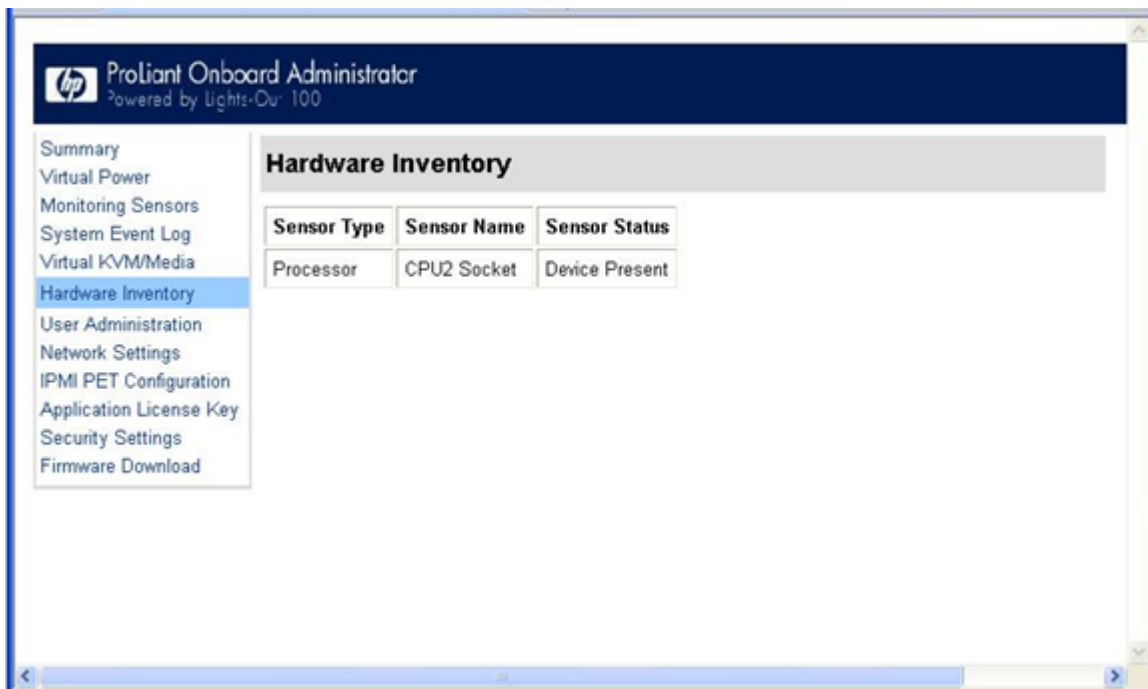 hp
ProLiant Onboard Administrator
Powered by Lights-Out 100
Summary
Virtual Power
Monitoring Sensors
System Event Log
Virtual KVM/Media
Hardware Inventory
User Administration
Network Settings
IPMI PET Configuration
Application License Key
Security Settings
Firmware Download
Hardware Inventory
Sensor Type Sensor Name Sensor Status
Processor CPU2 Socket Device Present